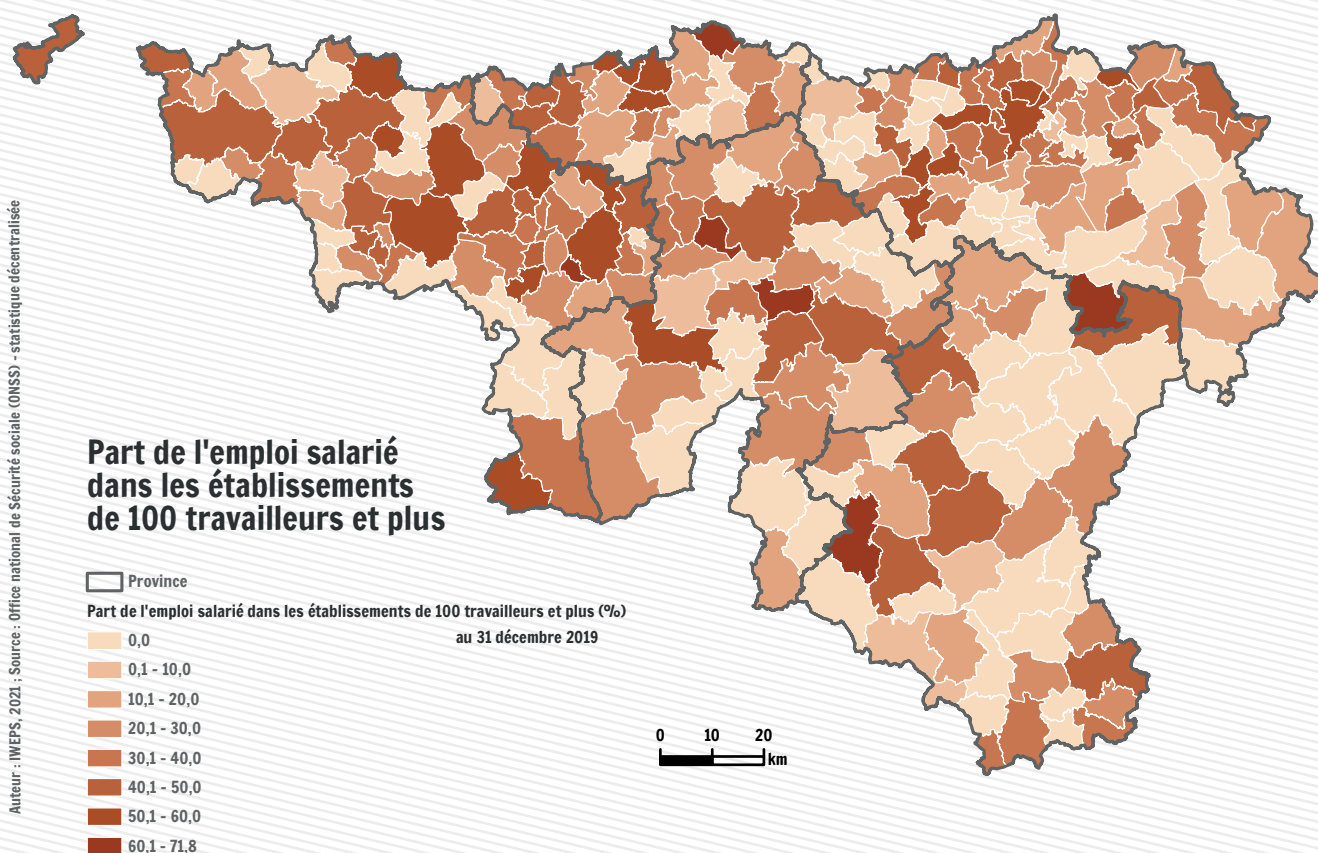 Part de l'emploi salarié
dans les établissements
de 100 travailleurs et plus
Province
Part de l'emploi salarié dans les établissements de 100 travailleurs et plus (%)
au 31 décembre 2019
0,0
0,1 - 10,0
10,1 - 20,0
20,1 - 30,0
30,1 - 40,0
40,1 - 50,0
50,1 - 60,0
60,1 - 71,8
0 10 20
km
Auteur : IWEPS, 2021 ; Source : Office national de Sécurité sociale (ONSS) - statistique décentralisée